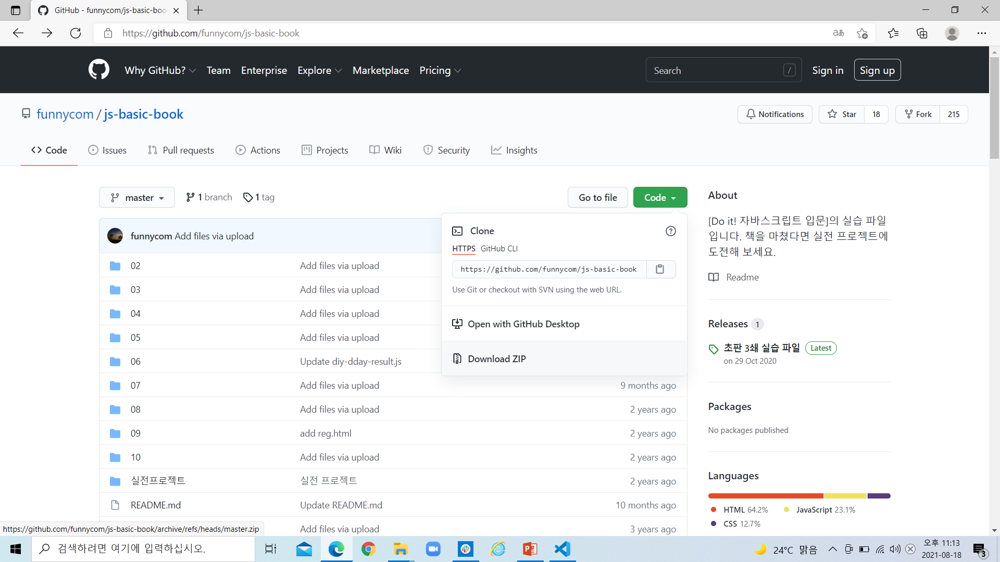 GitHub - funnycom/js-basic-boo
https://github.com/funnycom/js-basic-book
aあ
Why GitHub? Team Enterprise Explore Marketplace Pricing
Search /
Sign in Sign up
funnycom / js-basic-book
Notifications Star 18 Fork 215
Code Issues Pull requests Actions Projects Wiki Security Insights
master 1 branch 1 tag
Go to file Code
funnycom Add files via upload
02 Add files via upload
03 Add files via upload
04 Add files via upload
05 Add files via upload
06 Update diy-dday-result.js
07 Add files via upload 9 months ago
08 Add files via upload 2 years ago
09 add reg.html 2 years ago
10 Add files via upload 2 years ago
실전프로젝트 실전 프로젝트 2 years ago
README.md Update README.md 10 months ago
Add files via upload 3 years ago
Clone
HTTPS GitHub CLI
https://github.com/funnycom/js-basic-book
Use Git or checkout with SVN using the web URL.
Open with GitHub Desktop
Download ZIP
About
[Do it! 자바스크립트 입문]의 실습 파일
입니다. 책을 마쳤다면 실전 프로젝트에
도전해 보세요.
Readme
Releases 1
초판 3쇄 실습 파일 Latest
on 29 Oct 2020
Packages
No packages published
Languages
HTML 64.2% JavaScript 23.1%
CSS 12.7%
https://github.com/funnycom/js-basic-book/archive/refs/heads/master.zip
검색하려면 여기에 입력하십시오.
24°C 맑음
오후 11:13
2021-08-18
3